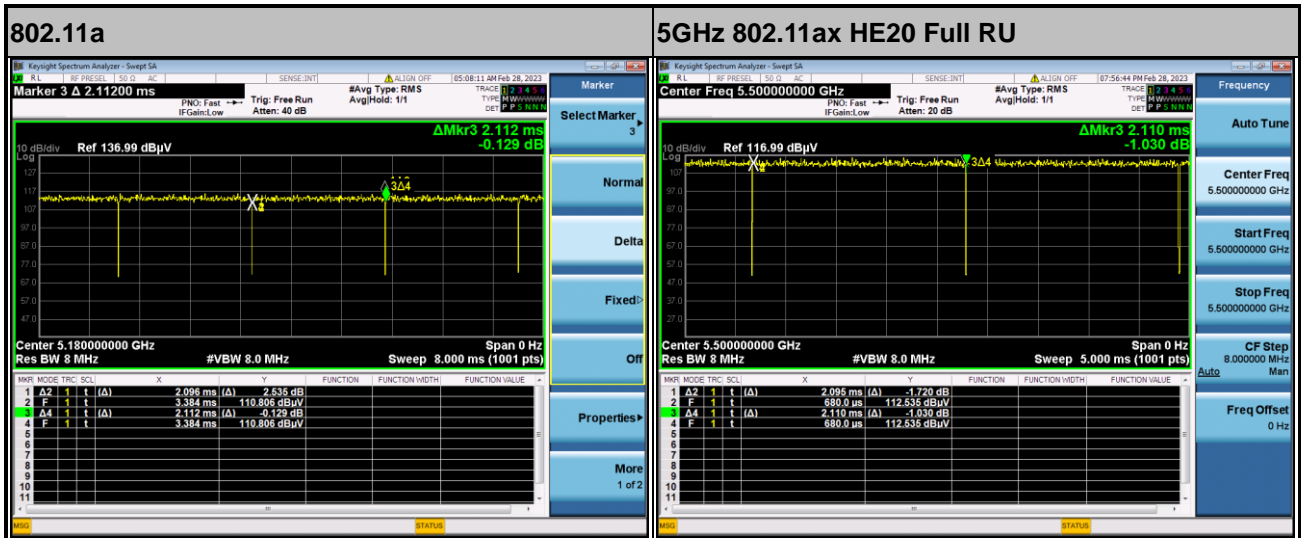 802.11a
Keysight Spectrum Analyzer - Swept SA
RL RF PRESEL 50 Ω AC SENSE:INT ALIGN OFF 05:08:11 AM Feb 28, 2023
Marker 3 Δ 2.11200 ms
PNO: Fast
IFGain:Low
Trig: Free Run
Atten: 40 dB
#Avg Type: RMS
Avg|Hold: 1/1
TRACE 1 2 3 4 5 6
TYPE MWWWWW
DET P P S N N N
ΔMkr3 2.112 ms
-0.129 dB
10 dB/div Ref 136.99 dBµV
Log
127
117
107
97.0
87.0
77.0
67.0
57.0
47.0
3Δ4
Center 5.180000000 GHz Span 0 Hz
Res BW 8 MHz #VBW 8.0 MHz Sweep 8.000 ms (1001 pts)
MKR MODE TRC SCL X Y FUNCTION FUNCTION WIDTH FUNCTION VALUE
1 Δ2 1 t (Δ) 2.096 ms (Δ) 2.535 dB
2 F 1 t 3.384 ms 110.806 dBµV
3 Δ4 1 t (Δ) 2.112 ms (Δ) -0.129 dB
4 F 1 t 3.384 ms 110.806 dBµV
5
6
7
8
9
10
11
MSG STATUS
Marker
Select Marker
3
Normal
Delta
Fixed
Off
Properties
More
1 of 2
5GHz 802.11ax HE20 Full RU
Keysight Spectrum Analyzer - Swept SA
RL RF PRESEL 50 Ω AC SENSE:INT ALIGN OFF 07:56:44 PM Feb 28, 2023
Center Freq 5.500000000 GHz
PNO: Fast
IFGain:Low
Trig: Free Run
Atten: 20 dB
#Avg Type: RMS
Avg|Hold: 1/1
TRACE 1 2 3 4 5 6
TYPE MWWWWW
DET P P S N N N
ΔMkr3 2.110 ms
-1.030 dB
10 dB/div Ref 116.99 dBµV
Log
107
97.0
87.0
77.0
67.0
57.0
47.0
37.0
27.0
3Δ4
Center 5.500000000 GHz Span 0 Hz
Res BW 8 MHz #VBW 8.0 MHz Sweep 5.000 ms (1001 pts)
MKR MODE TRC SCL X Y FUNCTION FUNCTION WIDTH FUNCTION VALUE
1 Δ2 1 t (Δ) 2.095 ms (Δ) -1.720 dB
2 F 1 t 680.0 µs 112.535 dBµV
3 Δ4 1 t (Δ) 2.110 ms (Δ) -1.030 dB
4 F 1 t 680.0 µs 112.535 dBµV
5
6
7
8
9
10
11
MSG STATUS
Frequency
Auto Tune
Center Freq
5.500000000 GHz
Start Freq
5.500000000 GHz
Stop Freq
5.500000000 GHz
CF Step
8.000000 MHz
Auto Man
Freq Offset
0 Hz